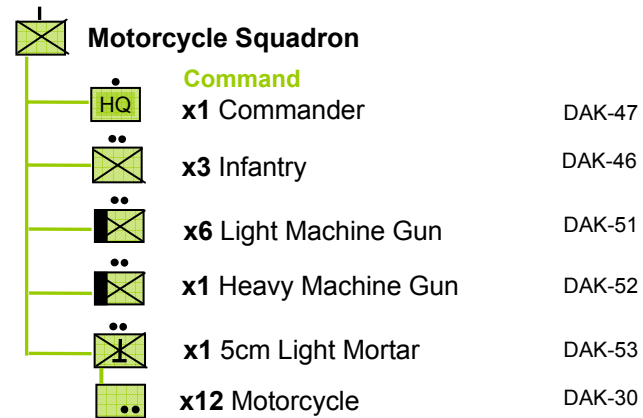 Motorcycle Squadron
Command
HQ x1 Commander DAK-47
x3 Infantry DAK-46
x6 Light Machine Gun DAK-51
x1 Heavy Machine Gun DAK-52
x1 5cm Light Mortar DAK-53
x12 Motorcycle DAK-30